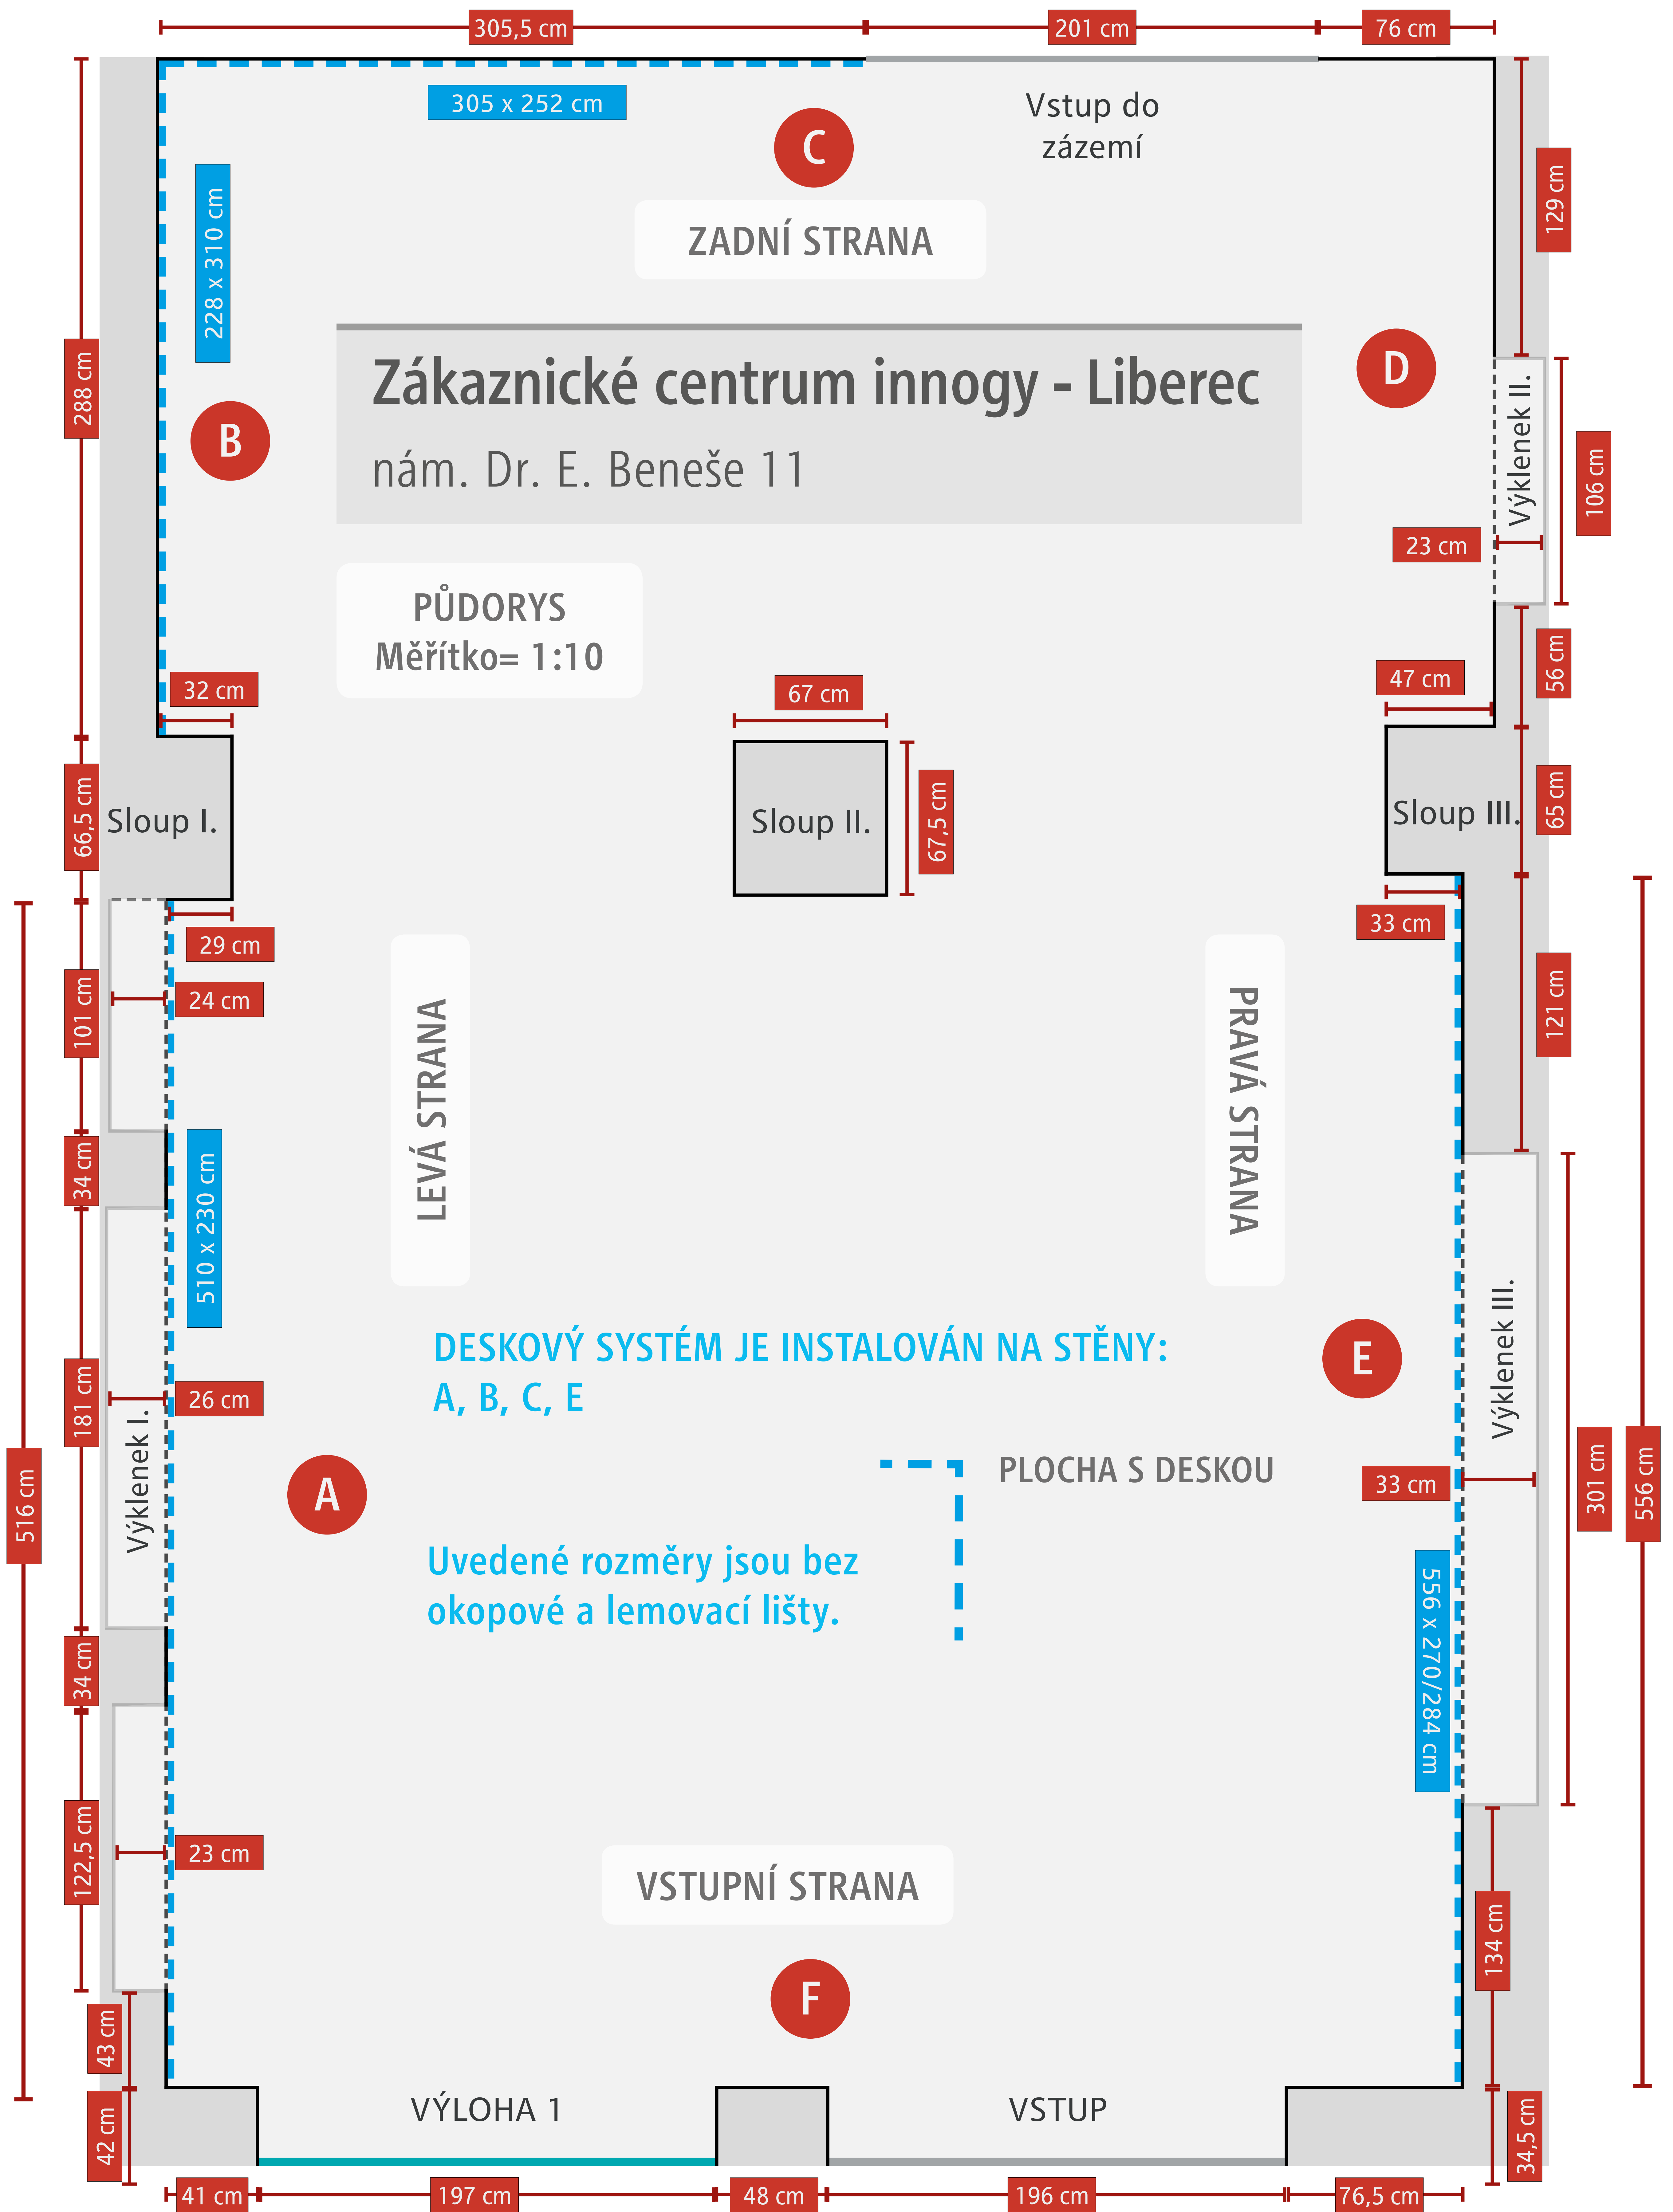 305,5 cm
201 cm
76 cm
305 x 252 cm
Vstup do
zázemí
C
129 cm
228 x 310 cm
ZADNÍ STRANA
Zákaznické centrum innogy - Liberec
nám. Dr. E. Beneše 11
D
288 cm
B
Výklenek II.
106 cm
23 cm
PŮDORYS
Měřítko= 1:10
56 cm
32 cm
67 cm
47 cm
66,5 cm
Sloup I.
Sloup II.
67,5 cm
Sloup III.
65 cm
29 cm
33 cm
24 cm
101 cm
LEVÁ STRANA
PRAVÁ STRANA
121 cm
34 cm
510 x 230 cm
DESKOVÝ SYSTÉM JE INSTALOVÁN NA STĚNY:
A, B, C, E
E
Výklenek III.
181 cm
26 cm
Výklenek I.
A
PLOCHA S DESKOU
33 cm
301 cm
556 cm
516 cm
Uvedené rozměry jsou bez
okopové a lemovací lišty.
556 x 270/284 cm
34 cm
122,5 cm
23 cm
VSTUPNÍ STRANA
134 cm
F
43 cm
VÝLOHA 1
VSTUP
42 cm
34,5 cm
41 cm
197 cm
48 cm
196 cm
76,5 cm